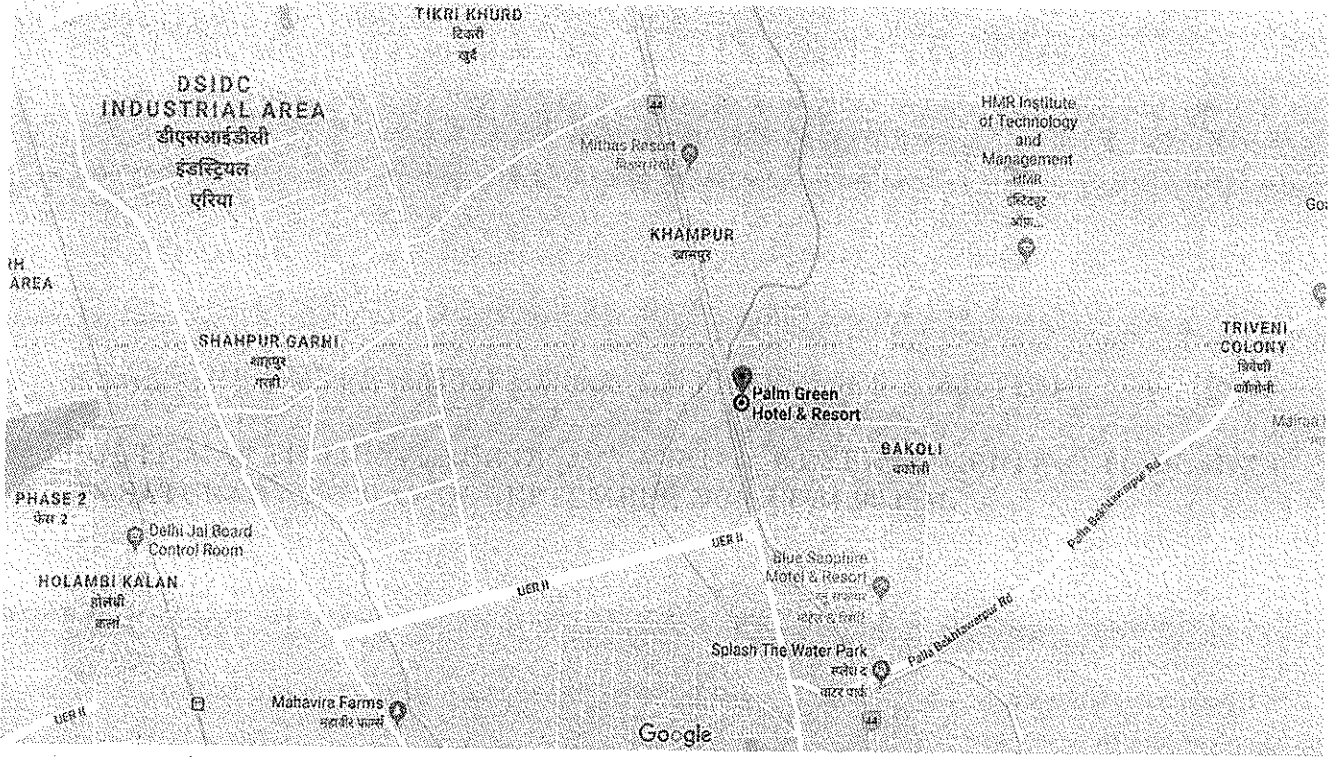 TIKRI KHURD
टिकरी
खुर्द
DSIDC
INDUSTRIAL AREA
डीएसआईडीसी
इंडस्ट्रियल
एरिया
44
Mithas Resort
HMR Institute
of Technology
and
Management
HMR
KHAMPUR
खामपुर
AREA
SHAHPUR GARHI
शाहपुर
गरही
TRIVENI
COLONY
त्रिवेणी
कॉलोनी
Palm Green
Hotel & Resort
BAKOLI
बकोली
PHASE 2
फेस 2
Delhi Jal Board
Control Room
HOLAMBI KALAN
होलंबी
कलां
UER II
UER II
UER II
Palla Bakhtawarpur Rd
Palla Bakhtawarpur Rd
Blue Sapphire
Motel & Resort
Splash The Water Park
स्प्लैश द
वाटर पार्क
44
Mahavira Farms
महावीर फार्म्स
Google